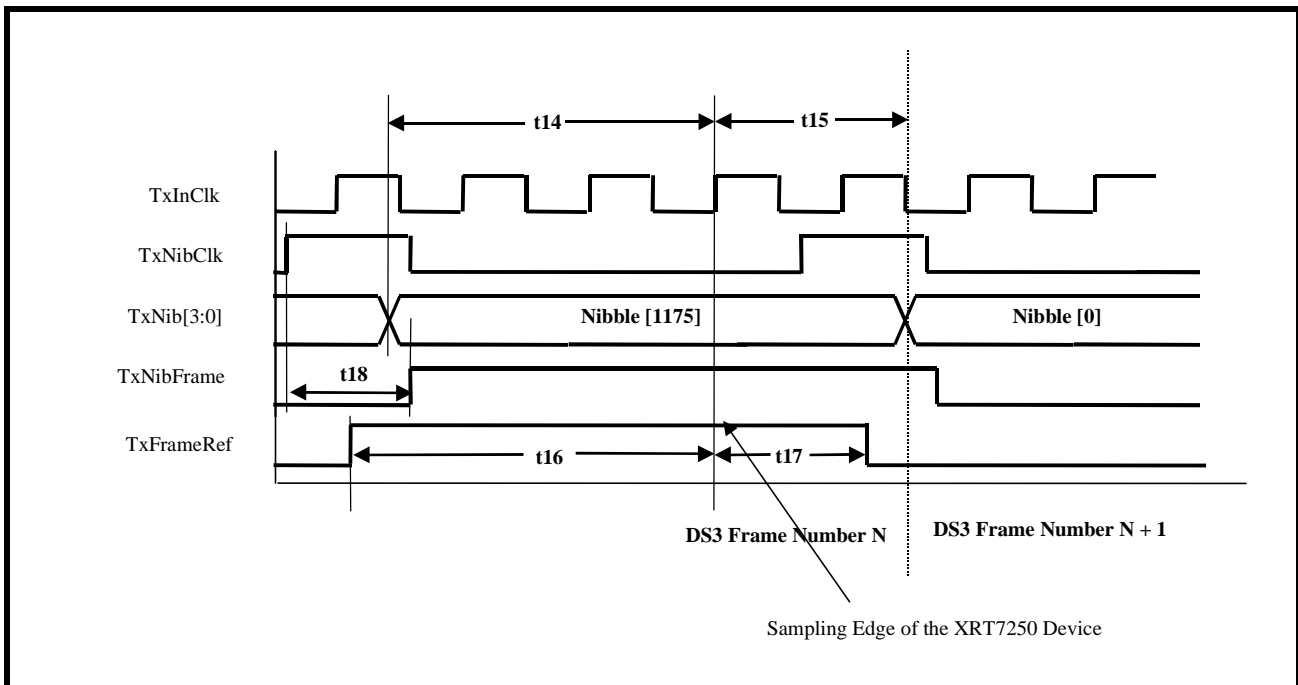 t14
t15
TxInClk
TxNibClk
TxNib[3:0]
Nibble [1175]
Nibble [0]
TxNibFrame
t18
TxFrameRef
t16
t17
DS3 Frame Number N
DS3 Frame Number N + 1
Sampling Edge of the XRT7250 Device